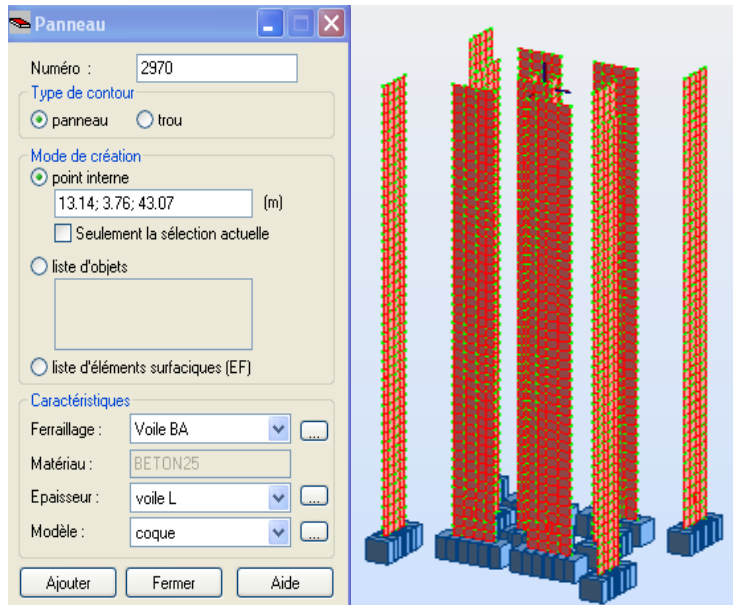 Panneau
Numéro : 2970
Type de contour
panneau trou
Mode de création
point interne
13.14; 3.76; 43.07 (m)
Seulement la sélection actuelle
liste d'objets
liste d'éléments surfaciques (EF)
Caractéristiques
Ferraillage : Voile BA ...
Matériau : BETON25
Epaisseur : voile L ...
Modèle : coque ...
Ajouter Fermer Aide